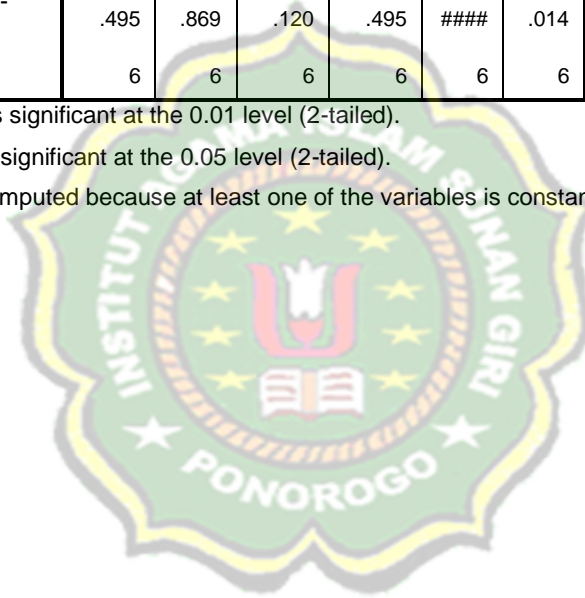 -
.495 .869 .120 .495 #### .014
6 6 6 6 6 6
s significant at the 0.01 level (2-tailed).
significant at the 0.05 level (2-tailed).
mputed because at least one of the variables is constan
INSTITUT AGAMA ISLAM SUNAN GIRI
PONOROGO